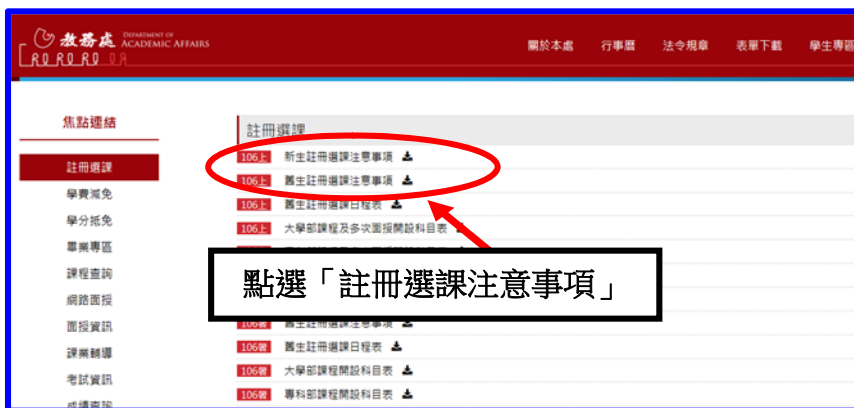 教務處 DEPARTMENT OF ACADEMIC AFFAIRS
關於本處 行事曆 法令規章 表單下載 學生專區
焦點連結
註冊選課
學費減免
學分抵免
畢業專區
課程查詢
網路面授
面授資訊
課業輔導
考試資訊
成績查詢
註冊選課
106上 新生註冊選課注意事項
106上 舊生註冊選課注意事項
106上 舊生註冊選課日程表
106上 大學部課程及多次面授開設科目表
點選「註冊選課注意事項」
106暑 舊生註冊選課注意事項
106暑 舊生註冊選課日程表
106暑 大學部課程開設科目表
106暑 專科部課程開設科目表